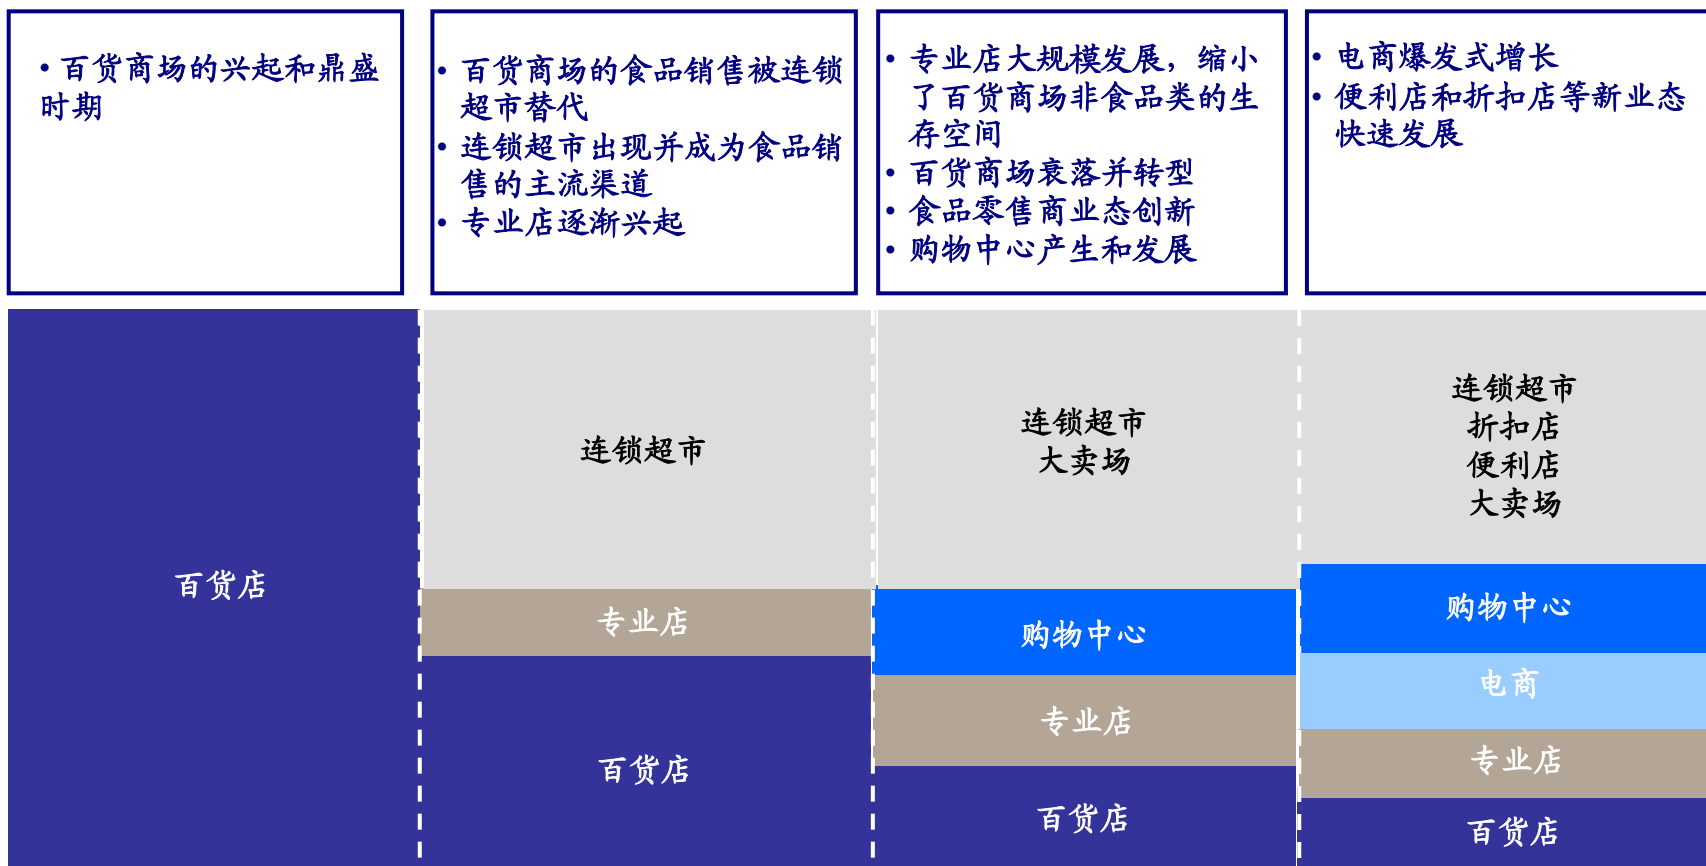 • 百货商场的兴起和鼎盛
时期
• 百货商场的食品销售被连锁
超市替代
• 连锁超市出现并成为食品销
售的主流渠道
• 专业店逐渐兴起
• 专业店大规模发展，缩小
了百货商场非食品类的生
存空间
• 百货商场衰落并转型
• 食品零售商业态创新
• 购物中心产生和发展
• 电商爆发式增长
• 便利店和折扣店等新业态
快速发展
百货店
连锁超市
专业店
百货店
连锁超市
大卖场
购物中心
专业店
百货店
连锁超市
折扣店
便利店
大卖场
购物中心
电商
专业店
百货店